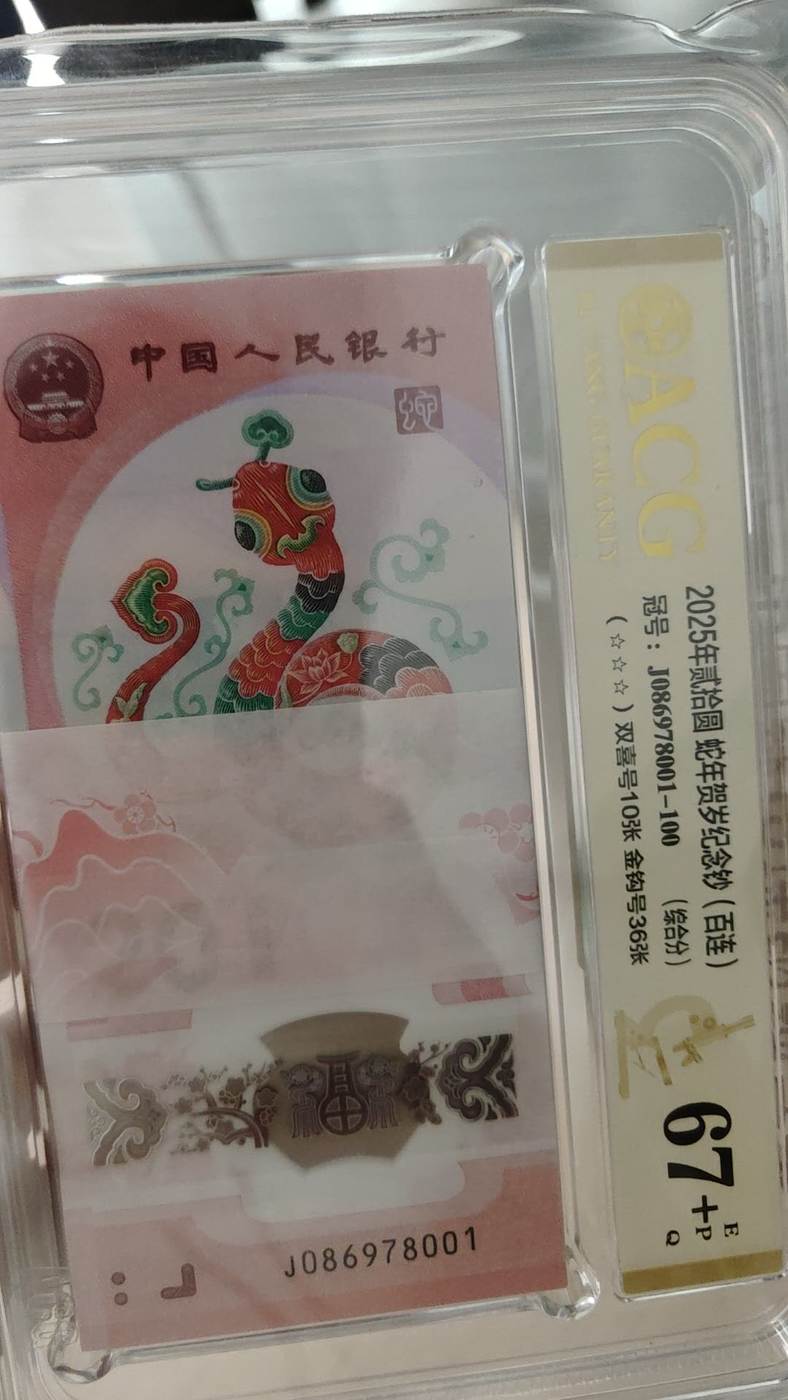 中国人民银行
蛇
J086978001
ACG
2025年贰拾圆 蛇年贺岁纪念钞（百连）
冠号：J086978001-100 （综合分）
（☆☆☆）双喜号10张 金钩号36张
67+
E
P
Q